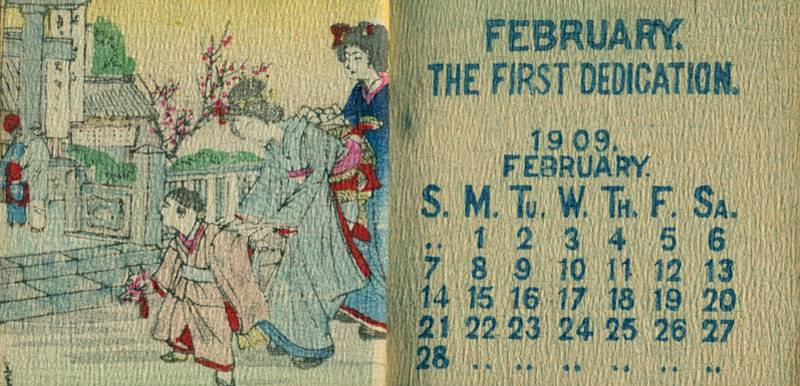 FEBRUARY.
THE FIRST DEDICATION.
1909.
FEBRUARY.
S. M. Tu. W. Th. F. Sa.
.. 1 2 3 4 5 6
7 8 9 10 11 12 13
14 15 16 17 18 19 20
21 22 23 24 25 26 27
28 .. .. .. .. .. ..